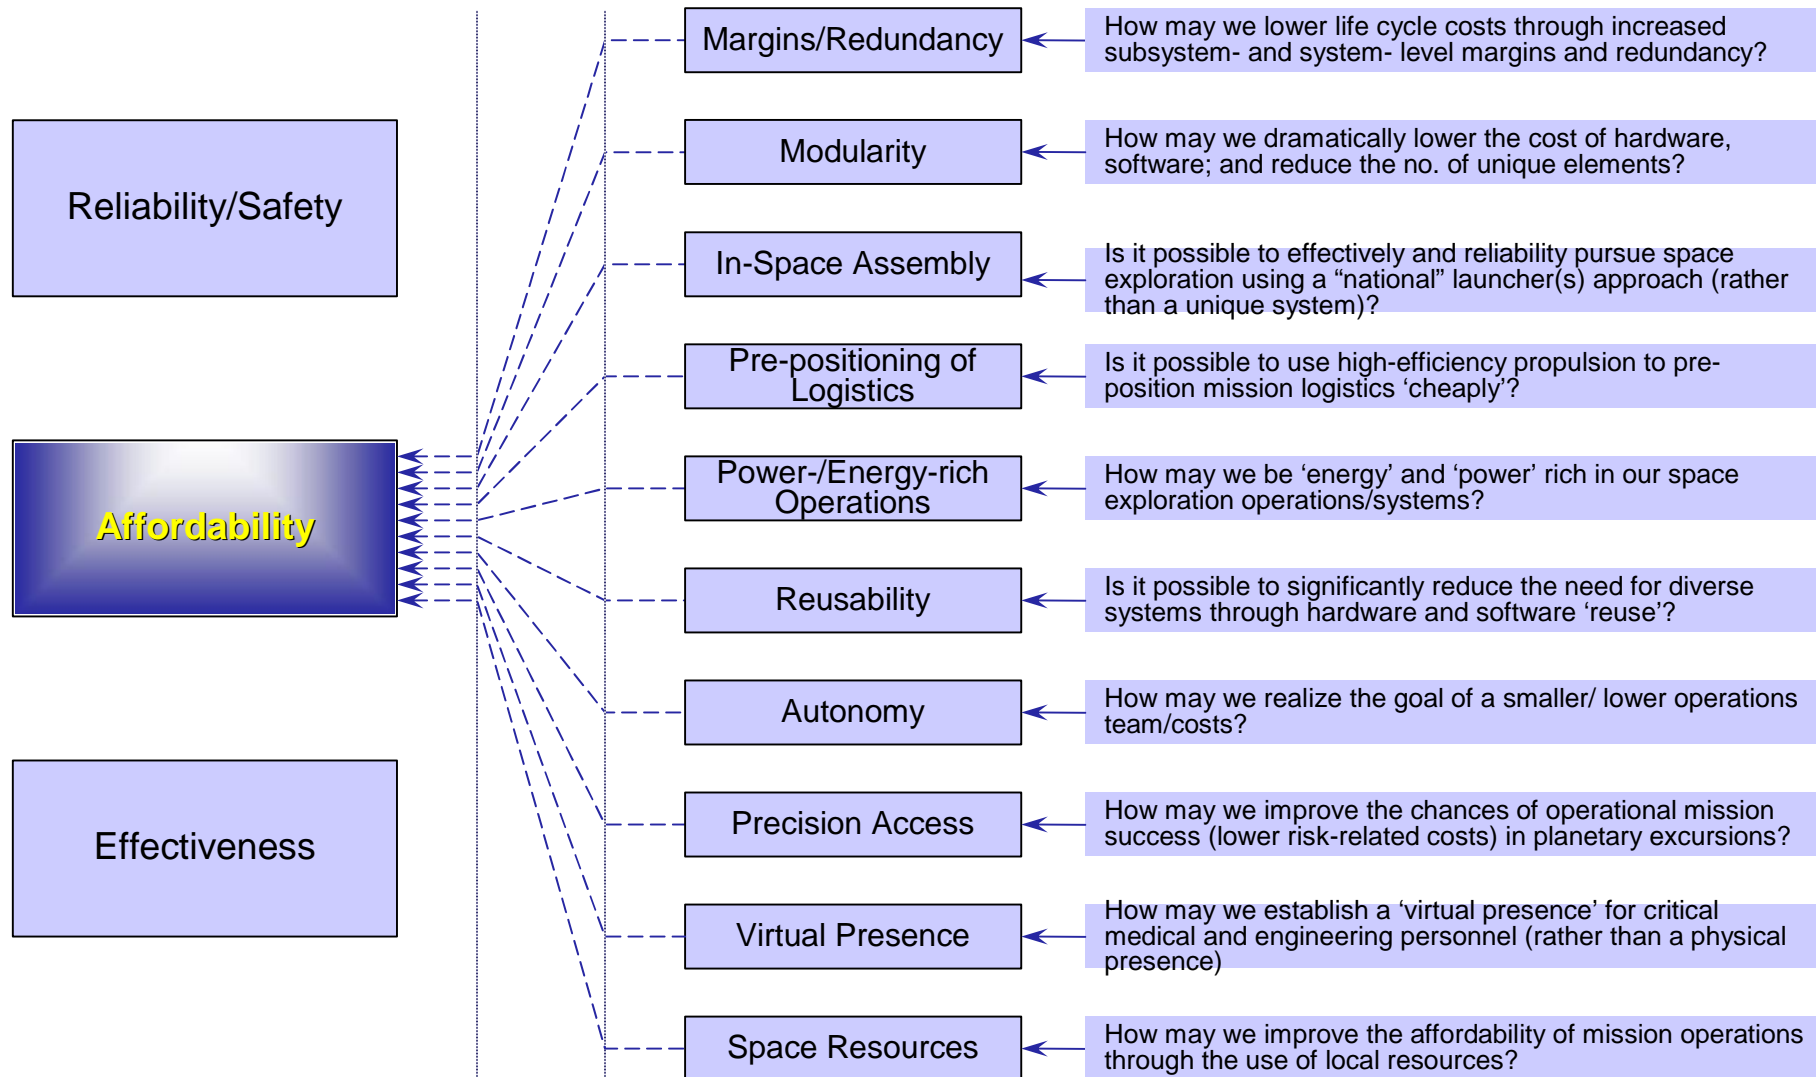 Reliability/Safety
Affordability
Effectiveness
Margins/Redundancy
How may we lower life cycle costs through increased
subsystem- and system- level margins and redundancy?
Modularity
How may we dramatically lower the cost of hardware,
software; and reduce the no. of unique elements?
In-Space Assembly
Is it possible to effectively and reliability pursue space
exploration using a “national” launcher(s) approach (rather
than a unique system)?
Pre-positioning of
Logistics
Is it possible to use high-efficiency propulsion to pre-
position mission logistics ‘cheaply’?
Power-/Energy-rich
Operations
How may we be ‘energy’ and ‘power’ rich in our space
exploration operations/systems?
Reusability
Is it possible to significantly reduce the need for diverse
systems through hardware and software ‘reuse’?
Autonomy
How may we realize the goal of a smaller/ lower operations
team/costs?
Precision Access
How may we improve the chances of operational mission
success (lower risk-related costs) in planetary excursions?
Virtual Presence
How may we establish a ‘virtual presence’ for critical
medical and engineering personnel (rather than a physical
presence)
Space Resources
How may we improve the affordability of mission operations
through the use of local resources?